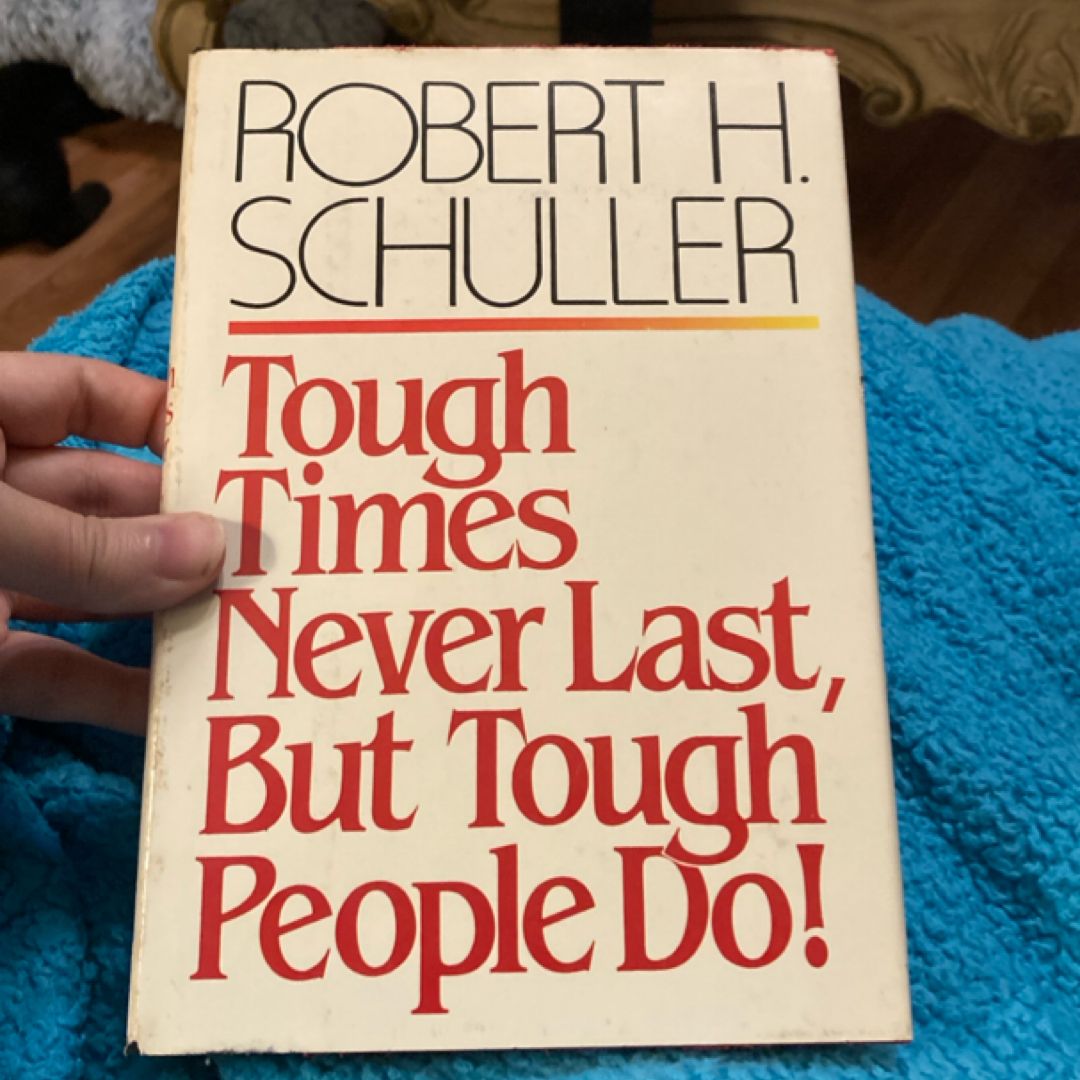 ROBERT H.
SCHULLER
Tough
Times
Never Last,
But Tough
People Do!